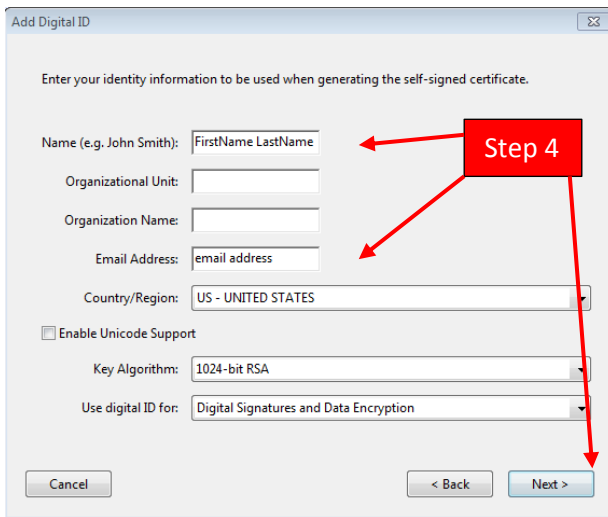 Add Digital ID
Enter your identity information to be used when generating the self-signed certificate.
Name (e.g. John Smith): FirstName LastName
Step 4
Organizational Unit:
Organization Name:
Email Address: email address
Country/Region: US - UNITED STATES
Enable Unicode Support
Key Algorithm: 1024-bit RSA
Use digital ID for: Digital Signatures and Data Encryption
Cancel < Back Next >